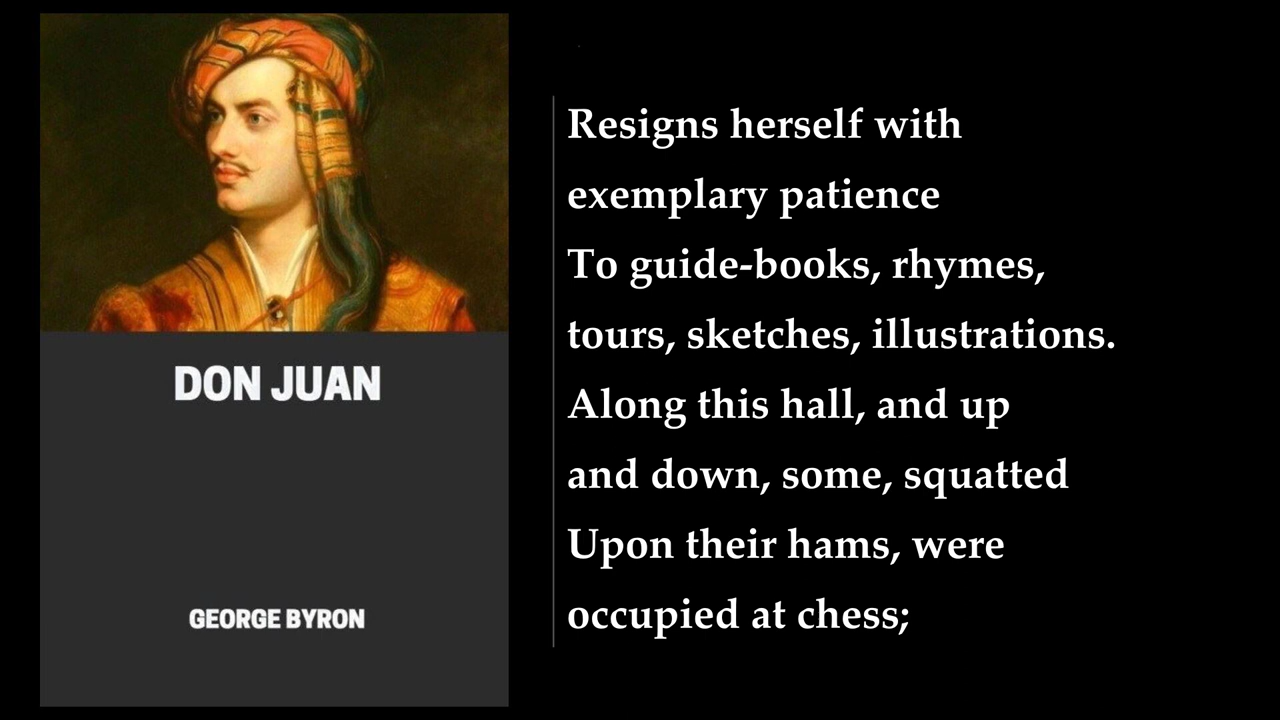 DON JUAN
GEORGE BYRON
Resigns herself with
exemplary patience
To guide-books, rhymes,
tours, sketches, illustrations.
Along this hall, and up
and down, some, squatted
Upon their hams, were
occupied at chess;